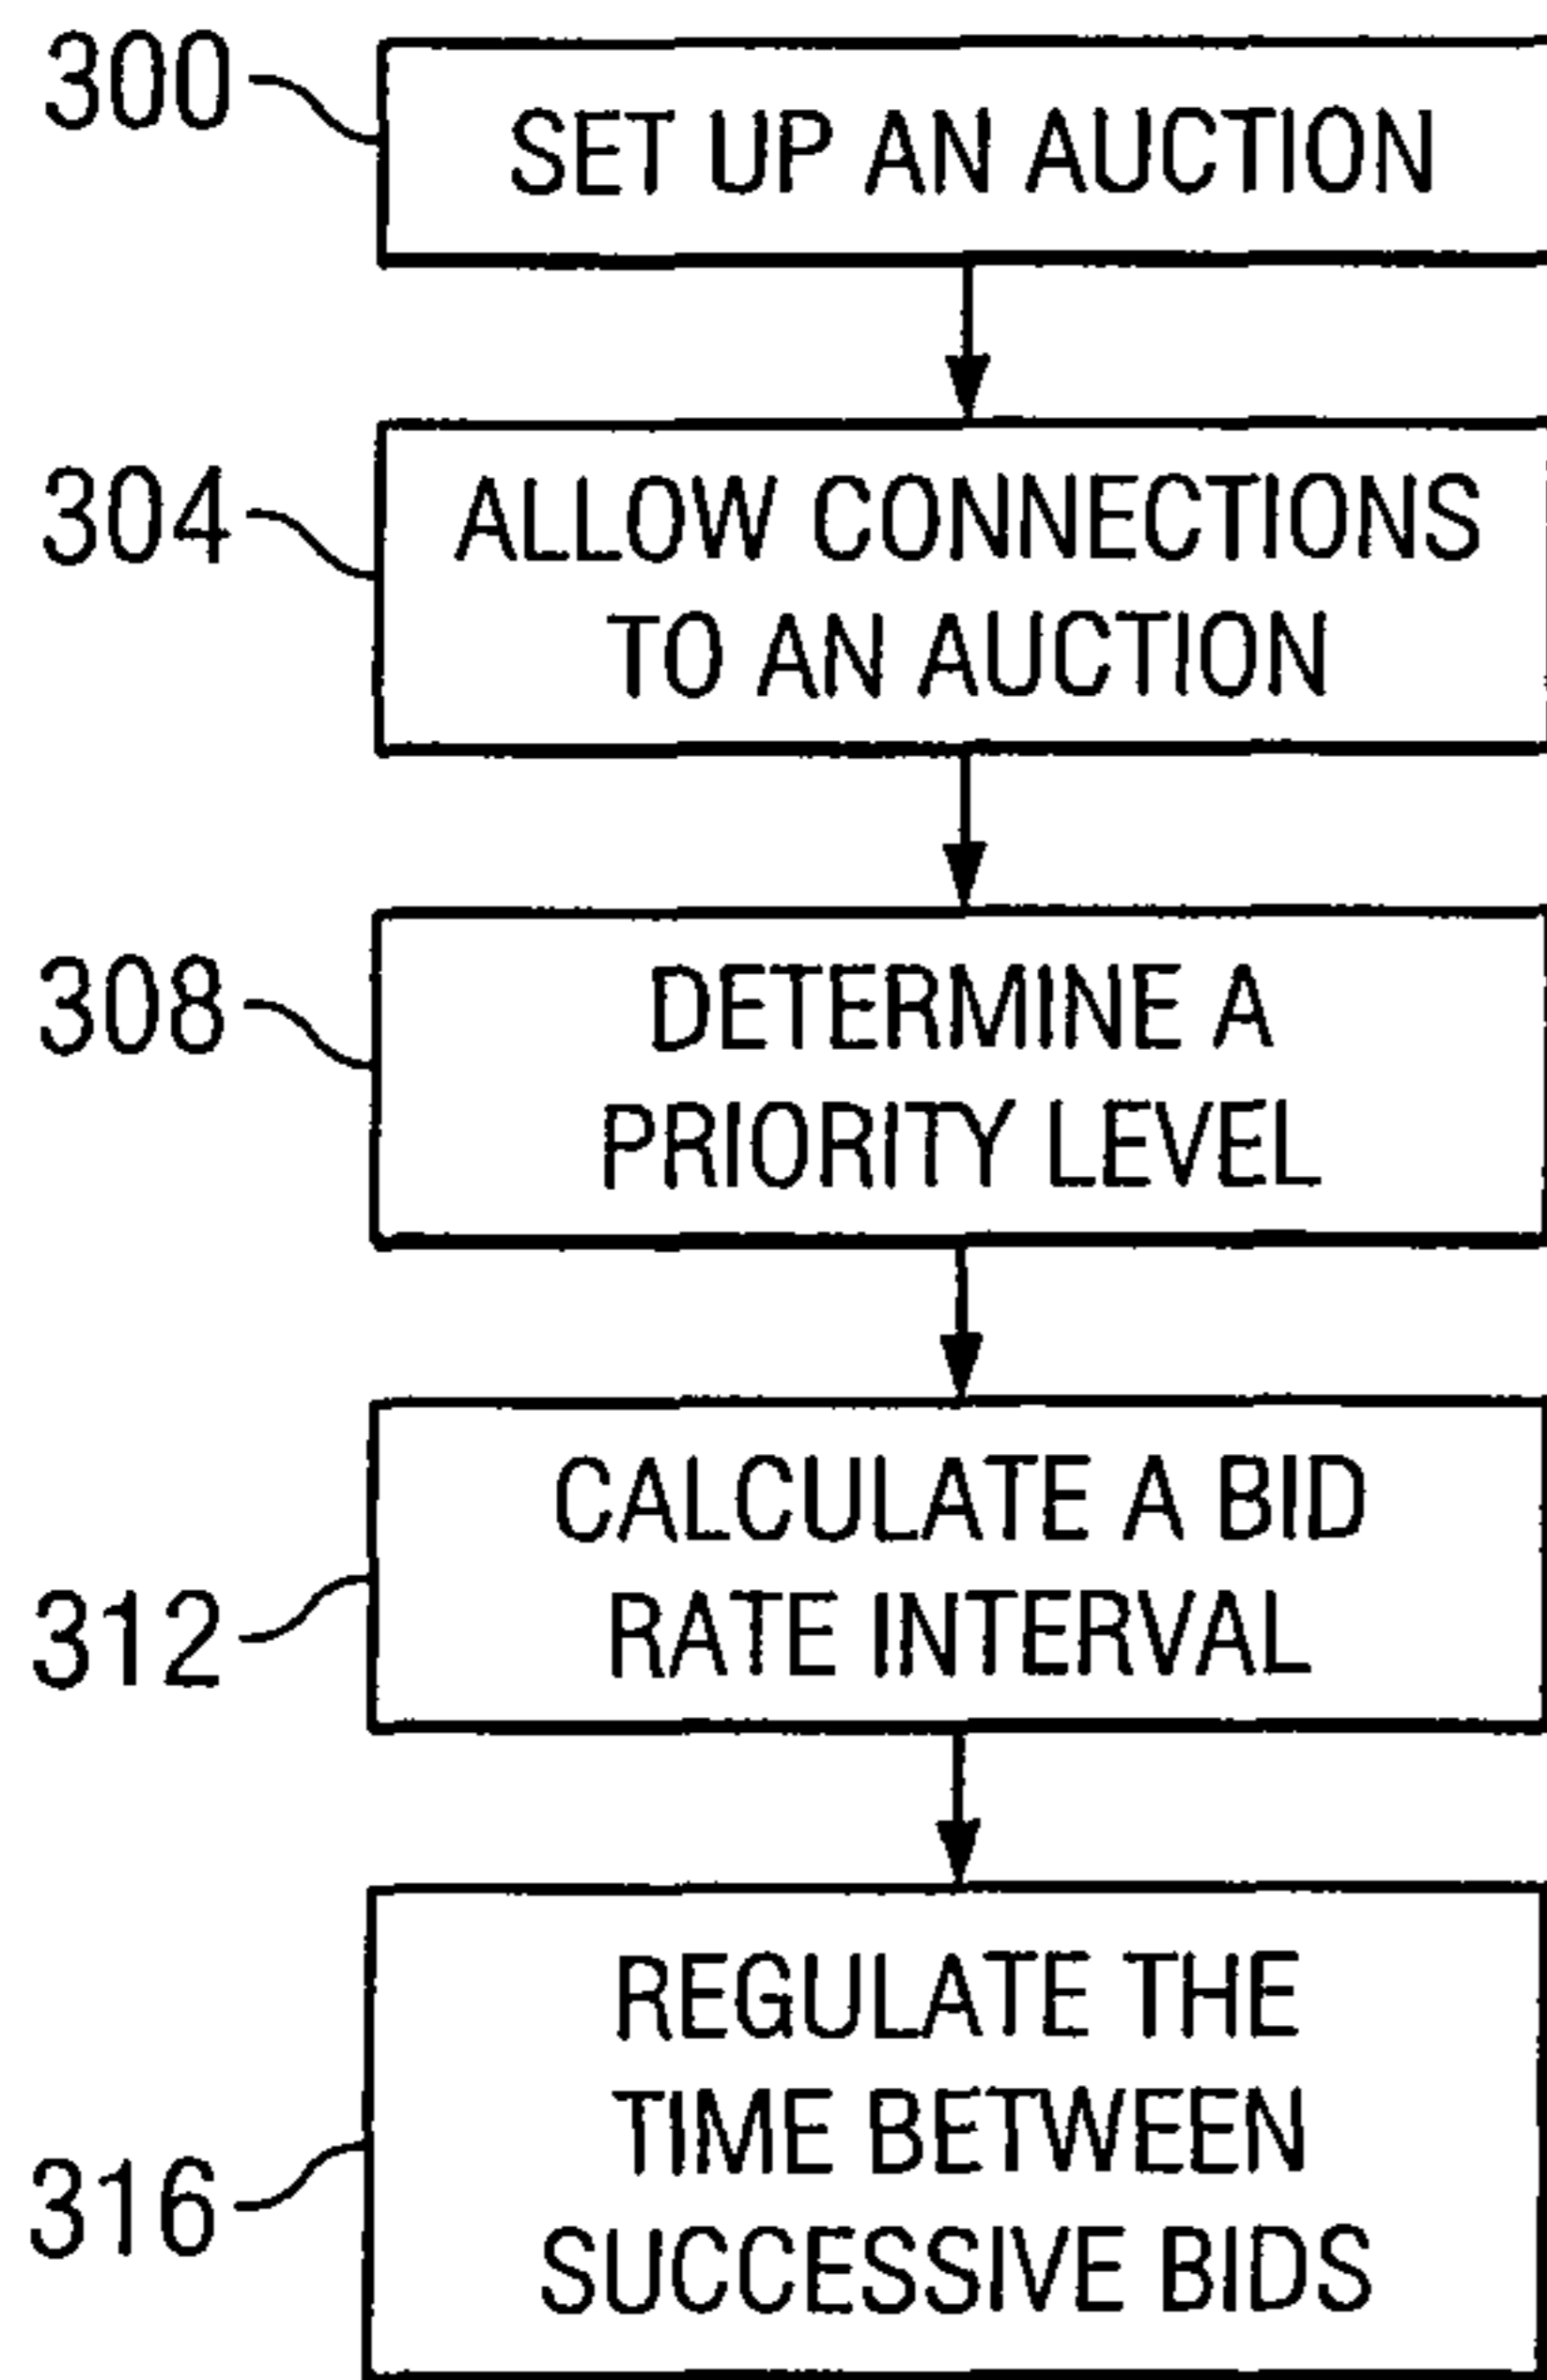 300
SET UP AN AUCTION
304
ALLOW CONNECTIONS
TO AN AUCTION
308
DETERMINE A
PRIORITY LEVEL
312
CALCULATE A BID
RATE INTERVAL
316
REGULATE THE
TIME BETWEEN
SUCCESSIVE BIDS